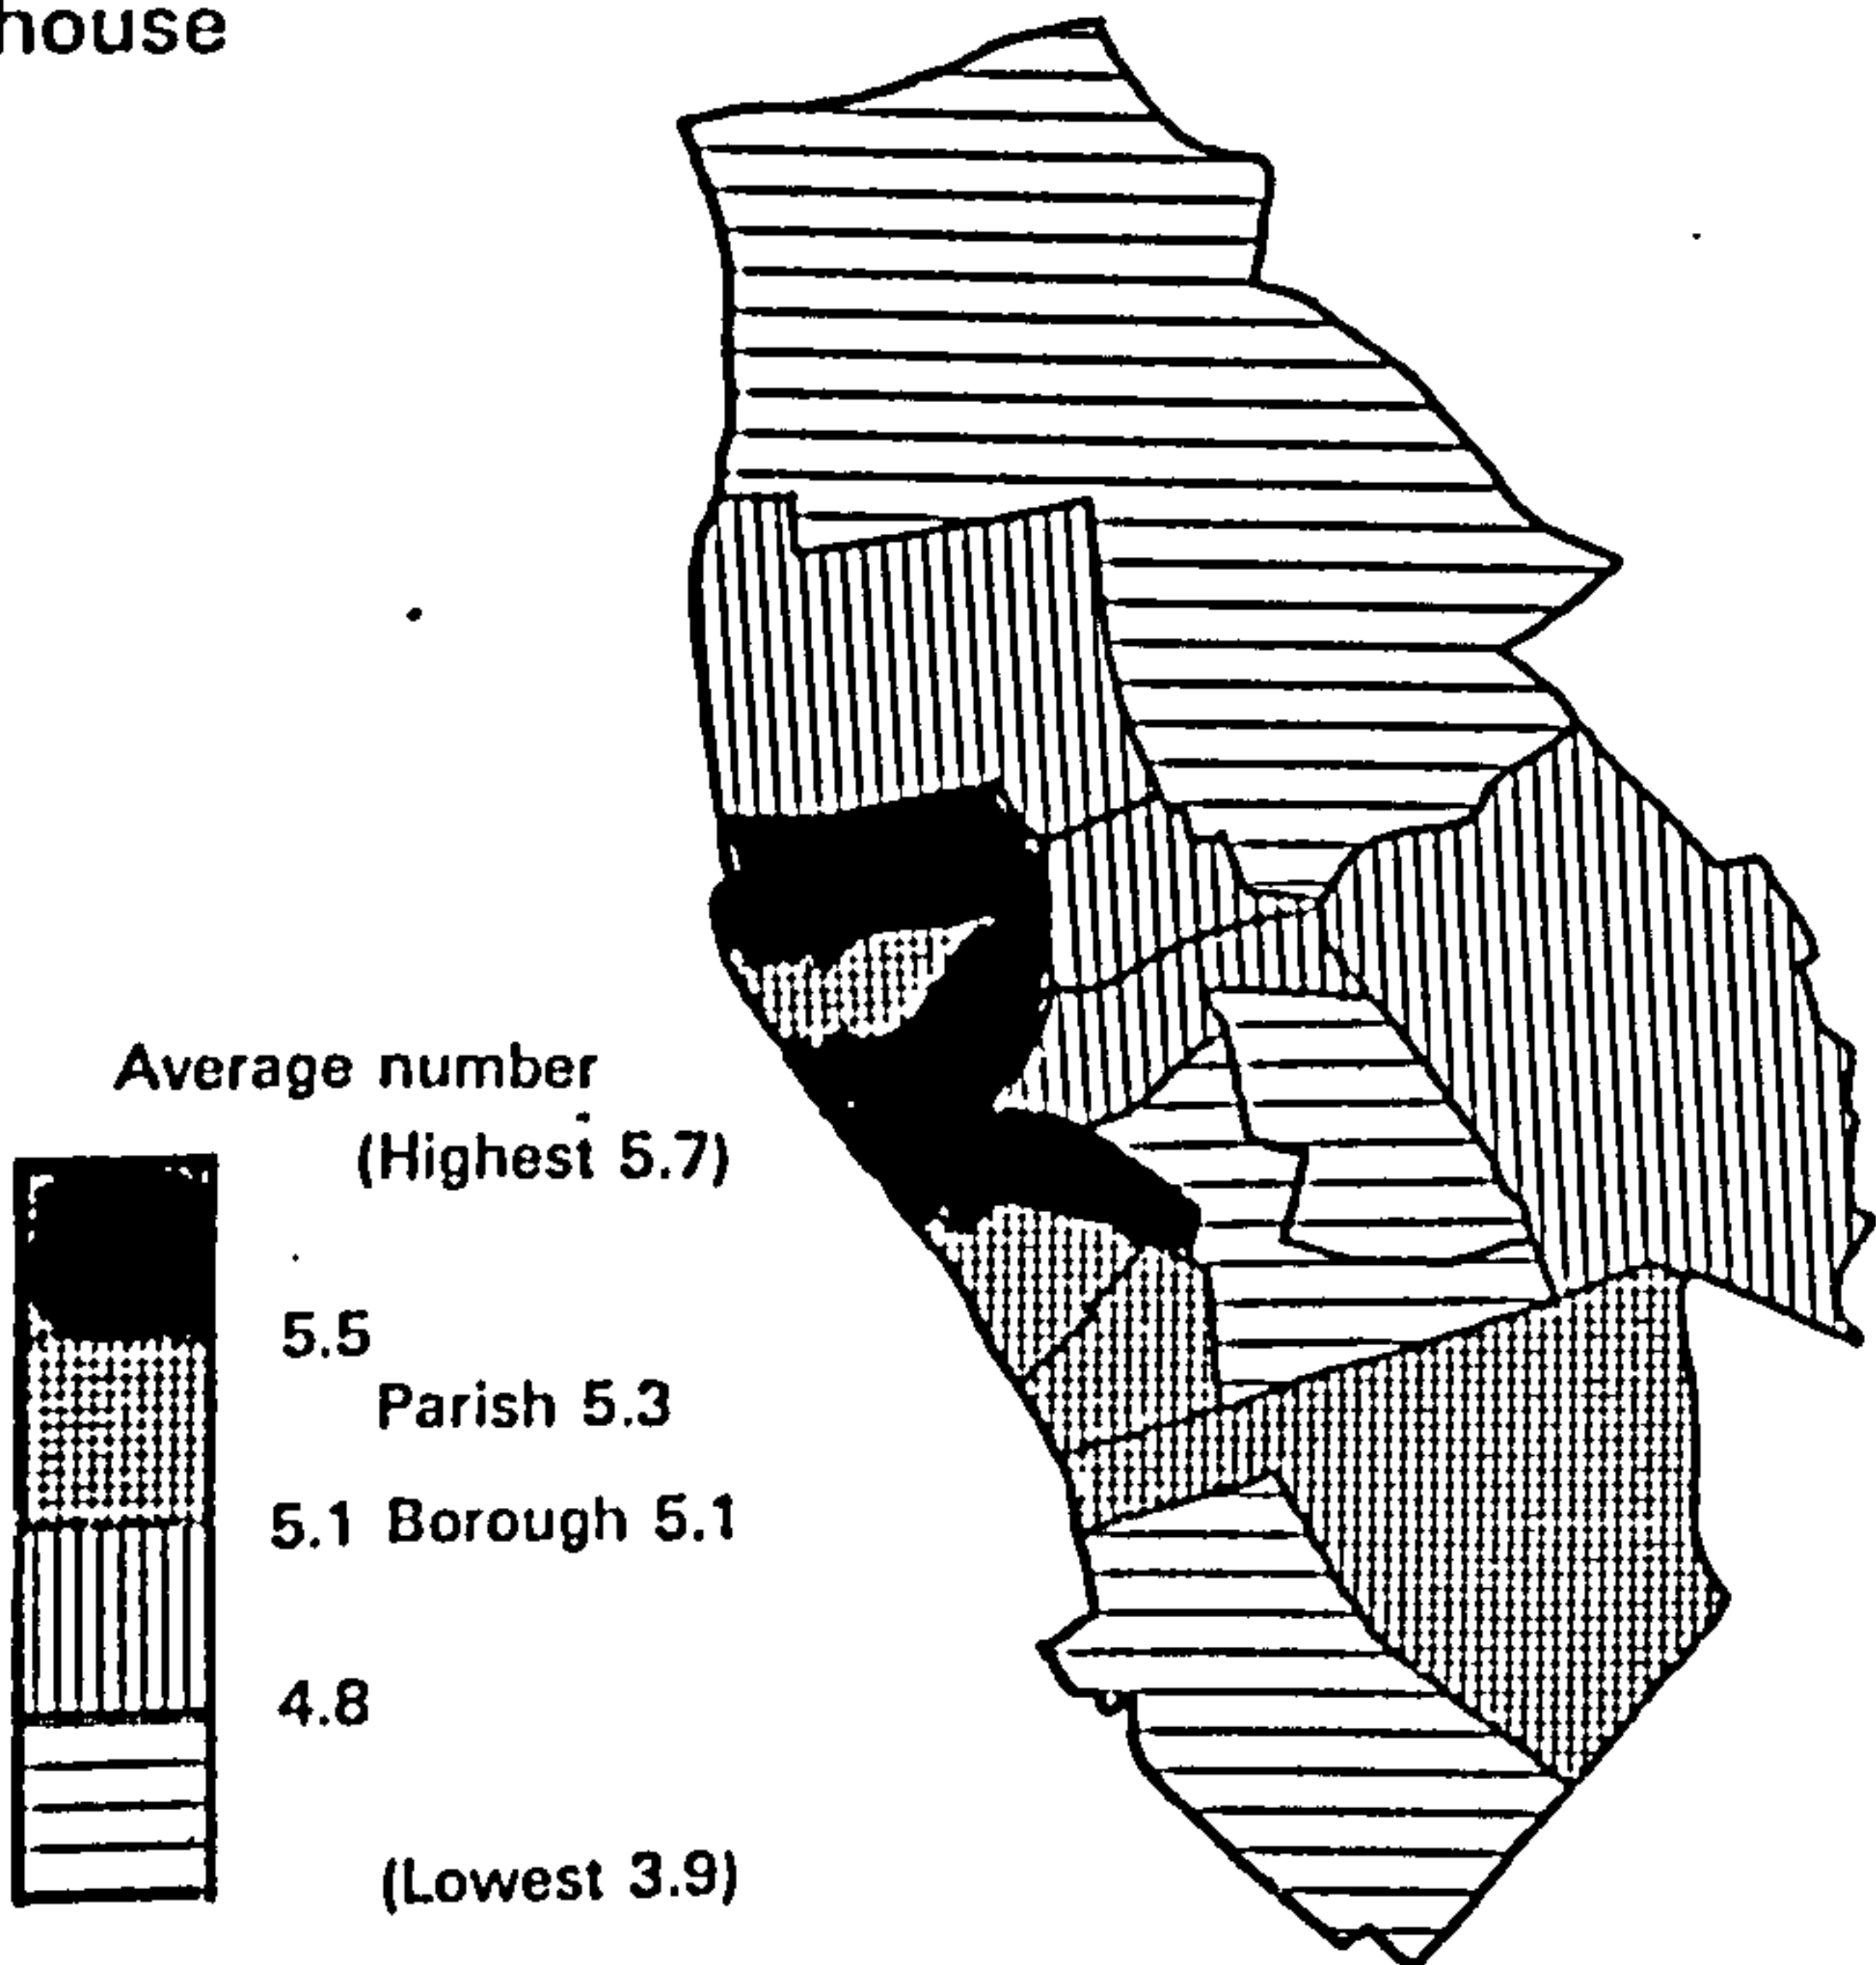 house
Average number
(Highest 5.7)
5.5
Parish 5.3
5.1 Borough 5.1
4.8
(Lowest 3.9)